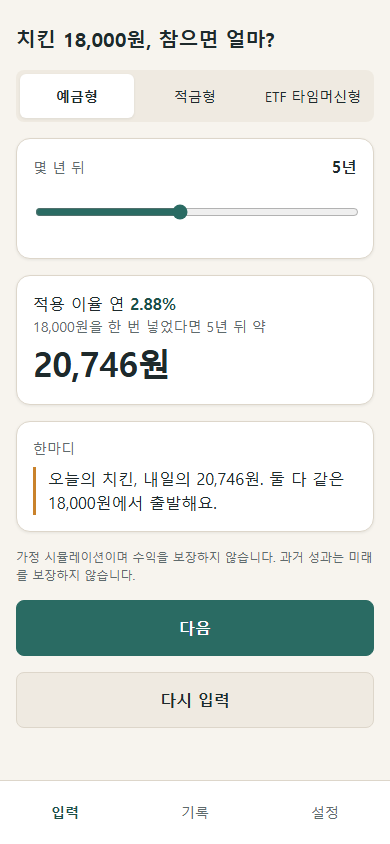 치킨 18,000원, 참으면 얼마?
예금형 적금형 ETF 타임머신형
몇 년 뒤 5년
적용 이율 연 2.88%
18,000원을 한 번 넣었다면 5년 뒤 약
20,746원
한마디
오늘의 치킨, 내일의 20,746원. 둘 다 같은
18,000원에서 출발해요.
가정 시뮬레이션이며 수익을 보장하지 않습니다. 과거 성과는 미래
를 보장하지 않습니다.
다음
다시 입력
입력 기록 설정